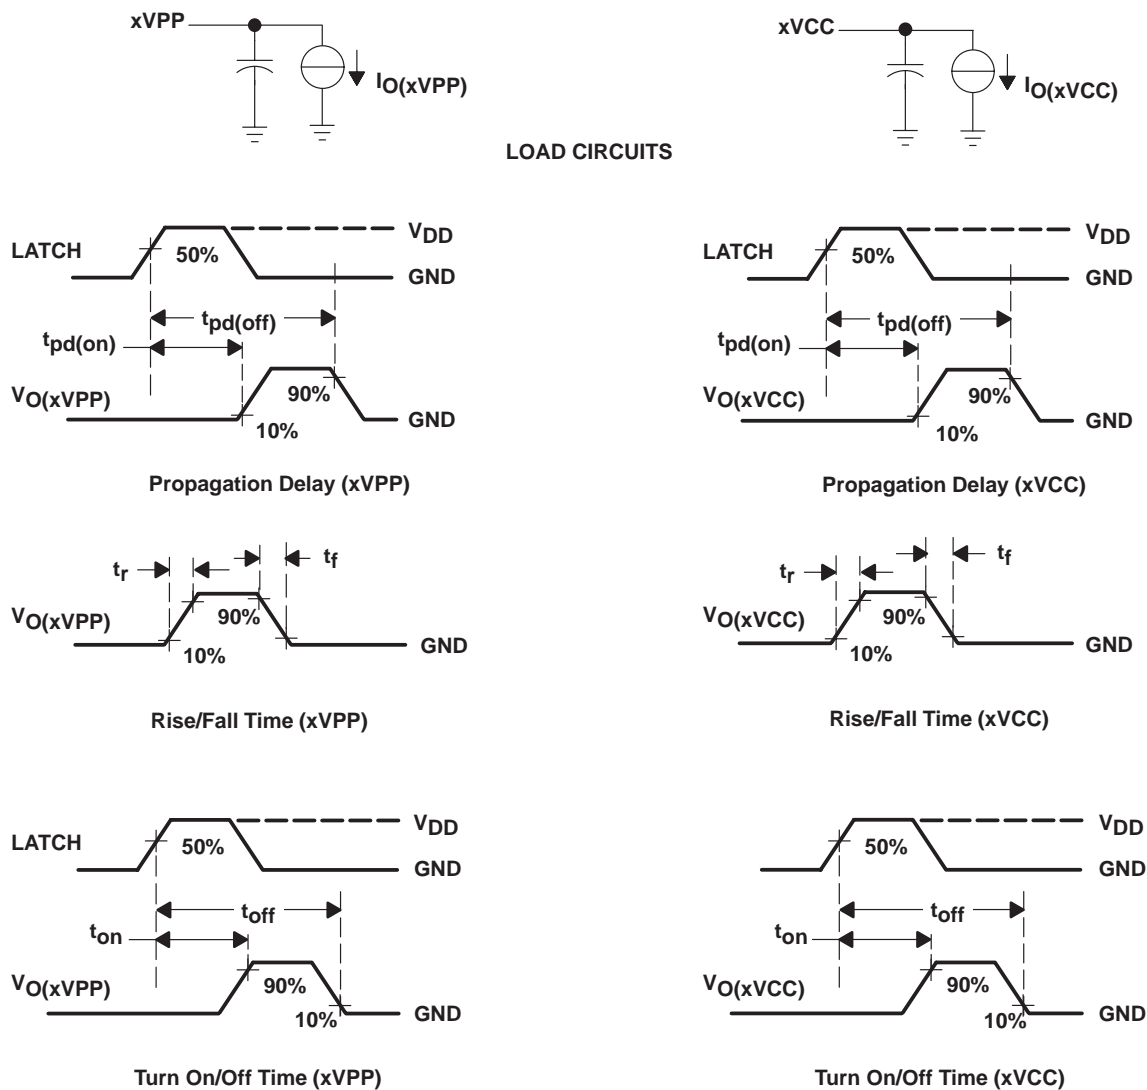 xVPP
IO(xVPP)
xVCC
IO(xVCC)
LOAD CIRCUITS
LATCH
50%
VDD
GND
tpd(off)
tpd(on)
VO(xVPP)
90%
10%
GND
Propagation Delay (xVPP)
LATCH
50%
VDD
GND
tpd(off)
tpd(on)
VO(xVCC)
90%
10%
GND
Propagation Delay (xVCC)
tr
tf
VO(xVPP)
90%
10%
GND
Rise/Fall Time (xVPP)
tr
tf
VO(xVCC)
90%
10%
GND
Rise/Fall Time (xVCC)
LATCH
50%
VDD
GND
toff
ton
VO(xVPP)
90%
10%
GND
Turn On/Off Time (xVPP)
LATCH
50%
VDD
GND
toff
ton
VO(xVCC)
90%
10%
GND
Turn On/Off Time (xVCC)